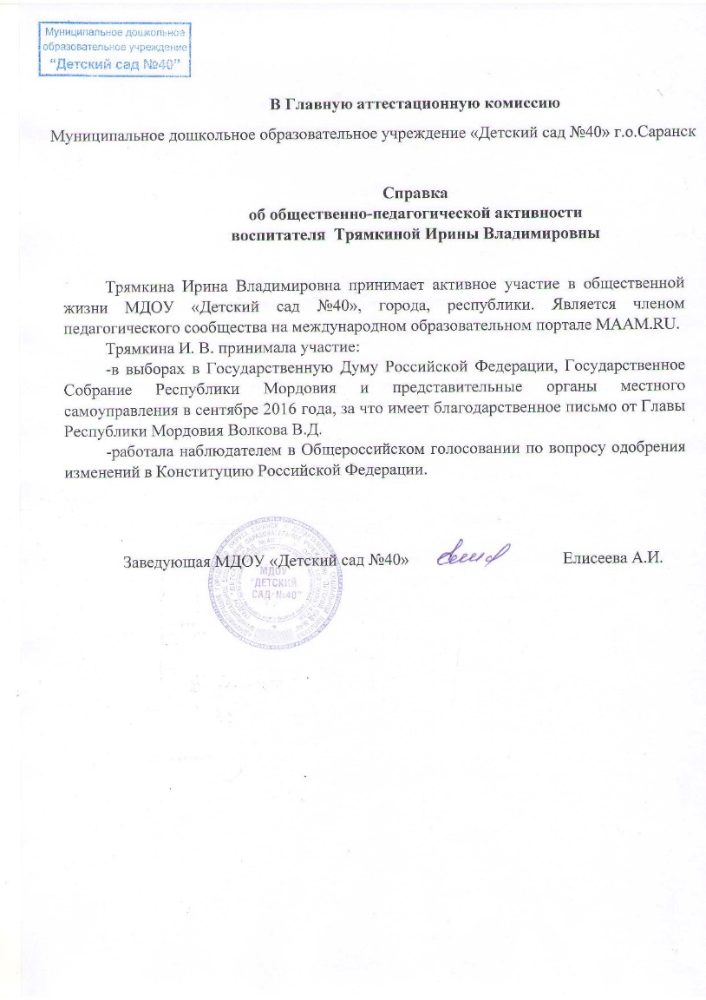 Муниципальное дошкольное
образовательное учреждение
"Детский сад №40"
В Главную аттестационную комиссию
Муниципальное дошкольное образовательное учреждение «Детский сад №40» г.о.Саранск
Справка
об общественно-педагогической активности
воспитателя Трямкиной Ирины Владимировны
Трямкина Ирина Владимировна принимает активное участие в общественной
жизни МДОУ «Детский сад №40», города, республики. Является членом
педагогического сообщества на международном образовательном портале MAAM.RU.
Трямкина И. В. принимала участие:
-в выборах в Государственную Думу Российской Федерации, Государственное
Собрание Республики Мордовия и представительные органы местного
самоуправления в сентябре 2016 года, за что имеет благодарственное письмо от Главы
Республики Мордовия Волкова В.Д.
-работала наблюдателем в Общероссийском голосовании по вопросу одобрения
изменений в Конституцию Российской Федерации.
Заведующая МДОУ «Детский сад №40» Елисеева А.И.
МДОУ
"ДЕТСКИЙ
САД №40"